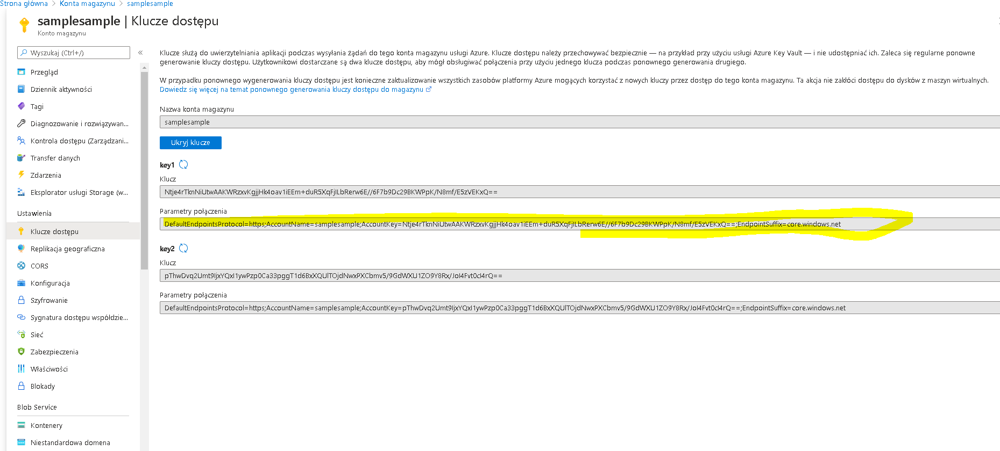 Strona główna > Konta magazynu > samplesample
samplesample | Klucze dostępu
Konto magazynu
Wyszukaj (Ctrl+/)
«
Przegląd
Dziennik aktywności
Tagi
Diagnozowanie i rozwiązywan...
Kontrola dostępu (Zarządzani...
Transfer danych
Zdarzenia
Eksplorator usługi Storage (w...
Ustawienia
Klucze dostępu
Replikacja geograficzna
CORS
Konfiguracja
Szyfrowanie
Sygnatura dostępu współdzie...
Sieć
Zabezpieczenia
Właściwości
Blokady
Blob Service
Kontenery
Niestandardowa domena
Klucze służą do uwierzytelniania aplikacji podczas wysyłania żądań do tego konta magazynu usługi Azure. Klucze dostępu należy przechowywać bezpiecznie — na przykład przy użyciu usługi Azure Key Vault — i nie udostępniać ich. Zaleca się regularne ponowne
generowanie kluczy dostępu. Użytkownikowi dostarczane są dwa klucze dostępu, aby mógł obsługiwać połączenia przy użyciu jednego klucza podczas ponownego generowania drugiego.
W przypadku ponownego wygenerowania kluczy dostępu jest konieczne zaktualizowanie wszystkich zasobów platformy Azure mogących korzystać z nowych kluczy przez dostęp do tego konta magazynu. Ta akcja nie zakłóci dostępu do dysków z maszyn wirtualnych.
Dowiedz się więcej na temat ponownego generowania kluczy dostępu do magazynu
Nazwa konta magazynu
samplesample
Ukryj klucze
key1
Klucz
Ntje4rTknNiUtwAAKWRzxvKgjjHk4oav1iEEm+duR5XqFjILbRerw6E//6F7b9Dc29BKWPpK/N8mf/E5zVEKxQ==
Parametry połączenia
DefaultEndpointsProtocol=https;AccountName=samplesample;AccountKey=Ntje4rTknNiUtwAAKWRzxvKgjjHk4oav1iEEm+duR5XqFjILbRerw6E//6F7b9Dc29BKWPpK/N8mf/E5zVEKxQ==;EndpointSuffix=core.windows.net
key2
Klucz
pThwDvq2Umt9IjxYQxI1ywPzp0Ca33pggT1d6BxXQUlTOjdNwxPXCbmv5/9GdWXU1ZO9Y8Rx/JoI4Fvt0cI4rQ==
Parametry połączenia
DefaultEndpointsProtocol=https;AccountName=samplesample;AccountKey=pThwDvq2Umt9IjxYQxI1ywPzp0Ca33pggT1d6BxXQUlTOjdNwxPXCbmv5/9GdWXU1ZO9Y8Rx/JoI4Fvt0cI4rQ==;EndpointSuffix=core.windows.net